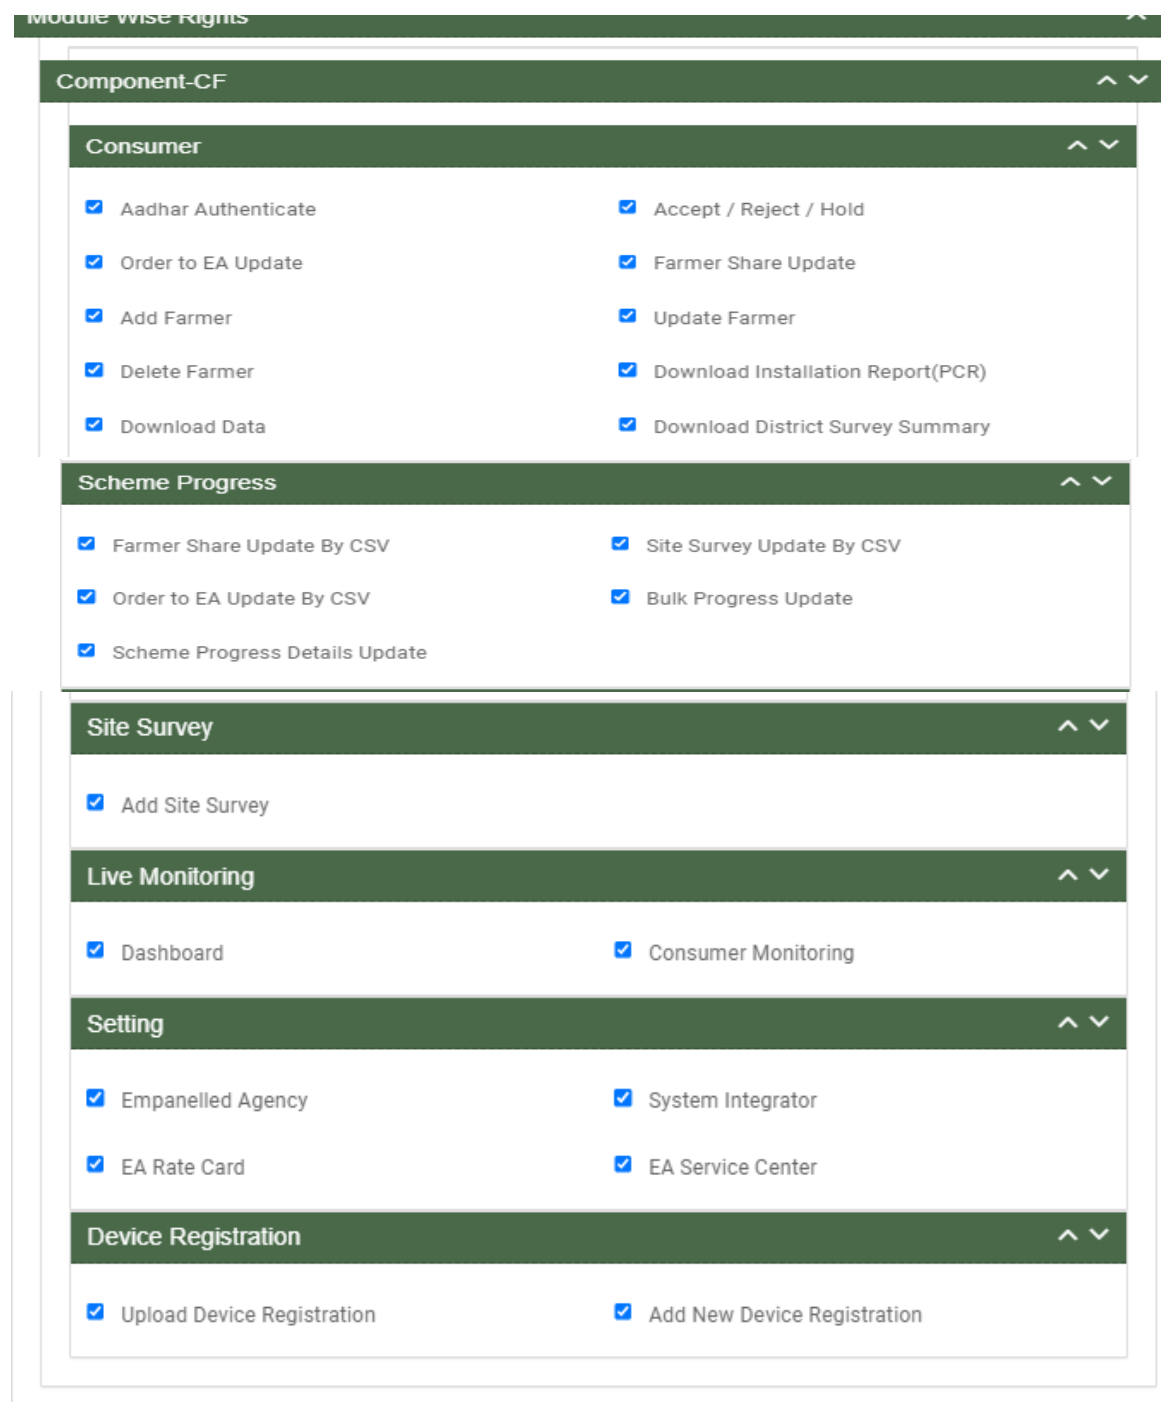 Module Wise Rights
Component-CF
Consumer
Aadhar Authenticate
Accept / Reject / Hold
Order to EA Update
Farmer Share Update
Add Farmer
Update Farmer
Delete Farmer
Download Installation Report(PCR)
Download Data
Download District Survey Summary
Scheme Progress
Farmer Share Update By CSV
Site Survey Update By CSV
Order to EA Update By CSV
Bulk Progress Update
Scheme Progress Details Update
Site Survey
Add Site Survey
Live Monitoring
Dashboard
Consumer Monitoring
Setting
Empanelled Agency
System Integrator
EA Rate Card
EA Service Center
Device Registration
Upload Device Registration
Add New Device Registration